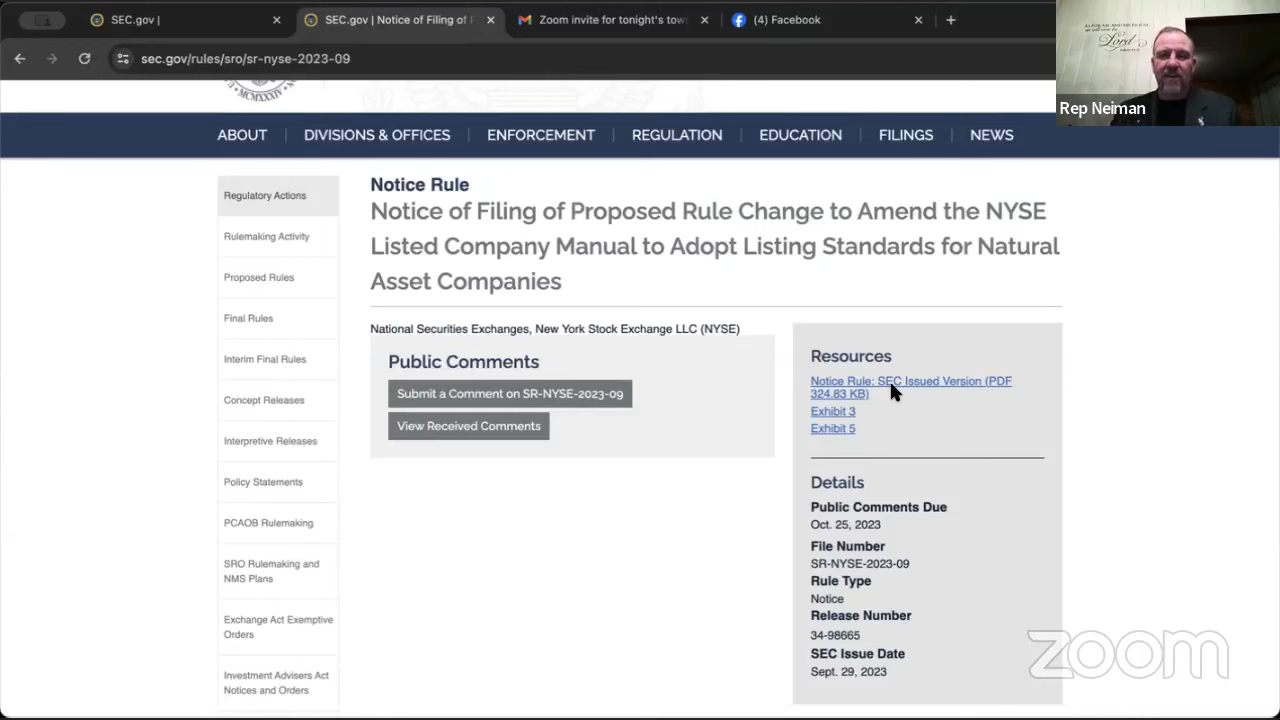 SEC.gov |
SEC.gov | Notice of Filing of
Zoom invite for tonight's tow
(4) Facebook
sec.gov/rules/sro/sr-nyse-2023-09
Lord
Rep Neiman
MCMXXXIV
ABOUT
DIVISIONS & OFFICES
ENFORCEMENT
REGULATION
EDUCATION
FILINGS
NEWS
Regulatory Actions
Rulemaking Activity
Proposed Rules
Final Rules
Interim Final Rules
Concept Releases
Interpretive Releases
Policy Statements
PCAOB Rulemaking
SRO Rulemaking and
NMS Plans
Exchange Act Exemptive
Orders
Investment Advisers Act
Notices and Orders
Notice Rule
Notice of Filing of Proposed Rule Change to Amend the NYSE
Listed Company Manual to Adopt Listing Standards for Natural
Asset Companies
National Securities Exchanges, New York Stock Exchange LLC (NYSE)
Public Comments
Submit a Comment on SR-NYSE-2023-09
View Received Comments
Resources
Notice Rule: SEC Issued Version (PDF
324.83 KB)
Exhibit 3
Exhibit 5
Details
Public Comments Due
Oct. 25, 2023
File Number
SR-NYSE-2023-09
Rule Type
Notice
Release Number
34-98665
SEC Issue Date
Sept. 29, 2023
zoom